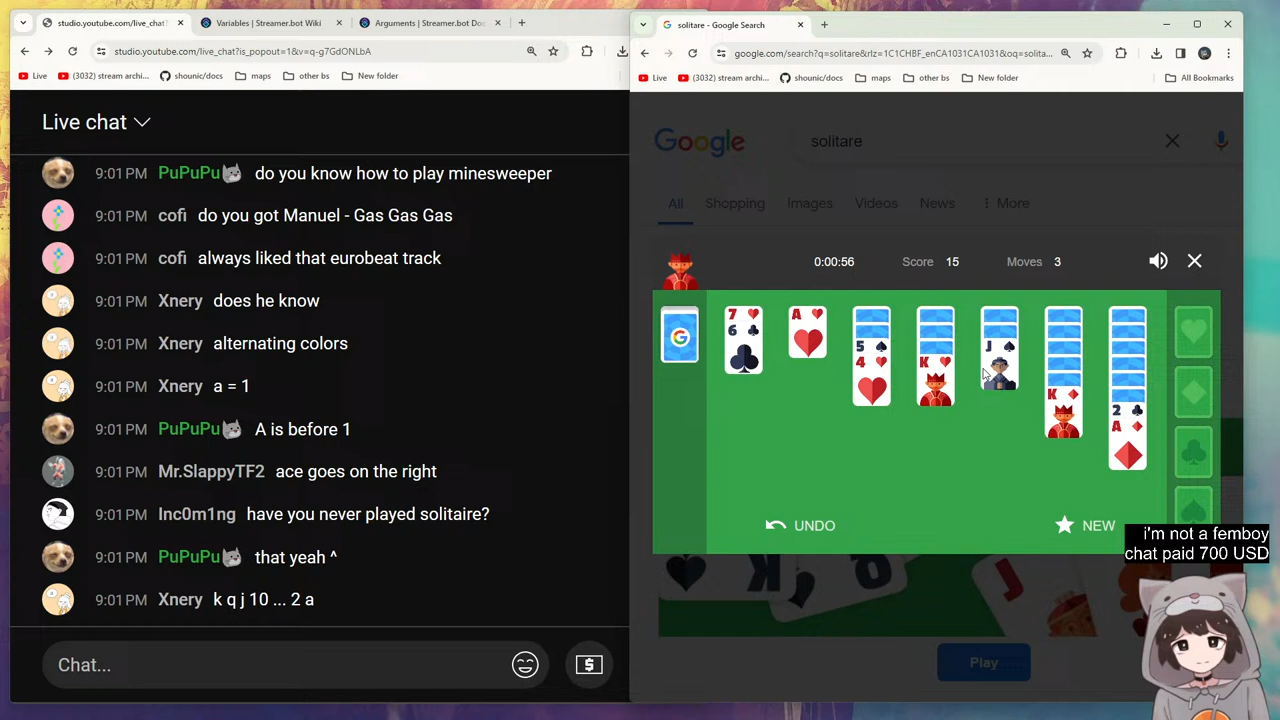 studio.youtube.com/live_chat?
Variables | Streamer.bot Wiki
Arguments | Streamer.bot Doc
studio.youtube.com/live_chat?is_popout=1&v=q-g7GdONLbA
Live
(3032) stream archi...
shounic/docs
maps
other bs
New folder
Live chat
9:01 PM PuPuPu do you know how to play minesweeper
9:01 PM cofi do you got Manuel - Gas Gas Gas
9:01 PM cofi always liked that eurobeat track
9:01 PM Xnery does he know
9:01 PM Xnery alternating colors
9:01 PM Xnery a = 1
9:01 PM PuPuPu A is before 1
9:01 PM Mr.SlappyTF2 ace goes on the right
9:01 PM Inc0m1ng have you never played solitaire?
9:01 PM PuPuPu that yeah ^
9:01 PM Xnery k q j 10 ... 2 a
Chat...
solitare - Google Search
google.com/search?q=solitare&rlz=1C1CHBF_enCA1031CA1031&oq=solita...
Live
(3032) stream archi...
shounic/docs
maps
other bs
New folder
All Bookmarks
Google
solitare
All
Shopping
Images
Videos
News
More
0:00:56
Score 15
Moves 3
G
7
6
A
5
4
K
J
K
2
A
UNDO
NEW
i'm not a femboy
chat paid 700 USD
K
J
Play